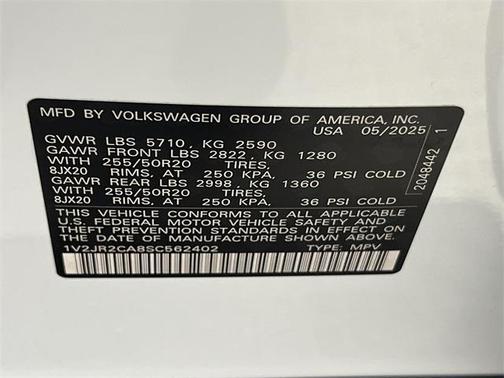 MFD BY VOLKSWAGEN GROUP OF AMERICA, INC.
USA 05/2025
GVWR LBS 5710, KG 2590
GAWR FRONT LBS 2822, KG 1280
WITH 255/50R20 TIRES,
8JX20 RIMS, AT 250 KPA, 36 PSI COLD
GAWR REAR LBS 2998, KG 1360
WITH 255/50R20 TIRES,
8JX20 RIMS, AT 250 KPA, 36 PSI COLD
THIS VEHICLE CONFORMS TO ALL APPLICABLE
U.S. FEDERAL MOTOR VEHICLE SAFETY AND
THEFT PREVENTION STANDARDS IN EFFECT ON THE
DATE OF MANUFACTURE SHOWN ABOVE.
1V2JR2CA8SC562402 TYPE: MPV
2048442 1